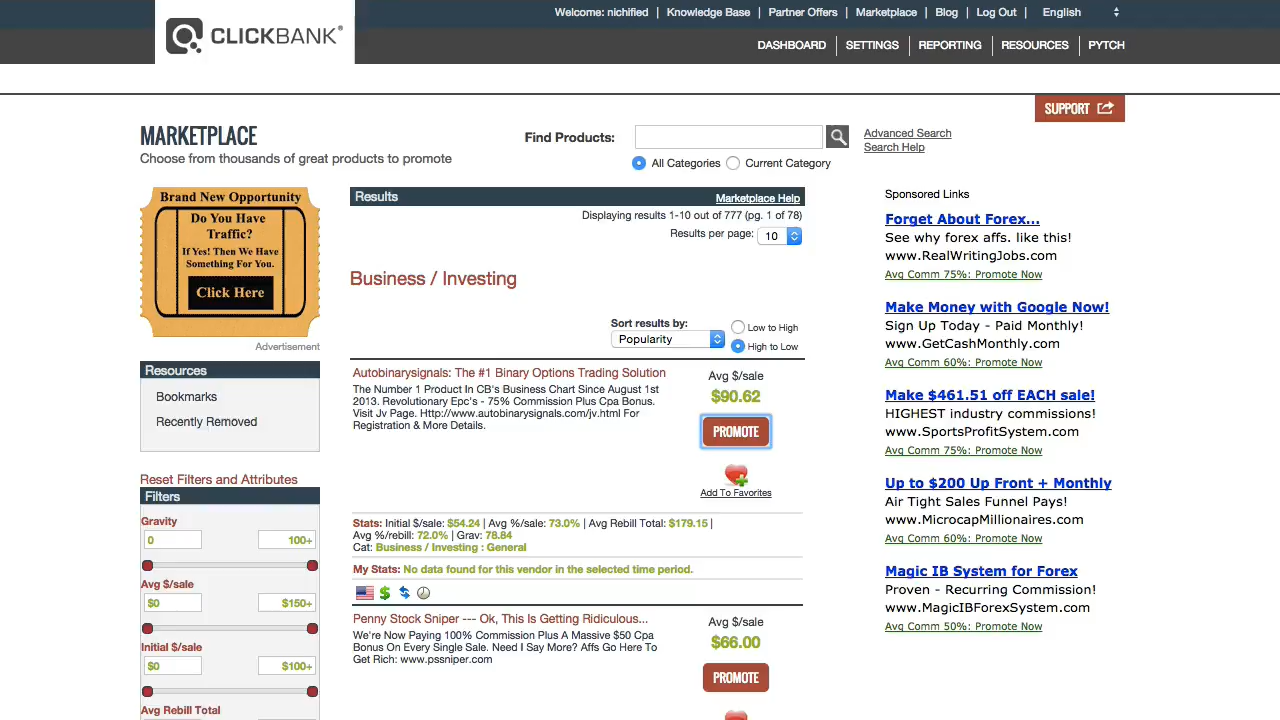 Welcome: nichified | Knowledge Base | Partner Offers | Marketplace | Blog | Log Out | English
CLICKBANK®
DASHBOARD | SETTINGS | REPORTING | RESOURCES | PYTCH
SUPPORT
MARKETPLACE
Choose from thousands of great products to promote
Find Products:
Advanced Search
Search Help
All Categories Current Category
Brand New Opportunity
Do You Have
Traffic?
If Yes! Then We Have
Something For You.
Click Here
Advertisement
Resources
Bookmarks
Recently Removed
Reset Filters and Attributes
Filters
Gravity
0 100+
Avg $/sale
$0 $150+
Initial $/sale
$0 $100+
Avg Rebill Total
Results Marketplace Help
Displaying results 1-10 out of 777 (pg. 1 of 78)
Results per page: 10
Business / Investing
Sort results by:
Popularity
Low to High
High to Low
Autobinarysignals: The #1 Binary Options Trading Solution
The Number 1 Product In CB's Business Chart Since August 1st
2013. Revolutionary Epc's - 75% Commission Plus Cpa Bonus.
Visit Jv Page. Http://www.autobinarysignals.com/jv.html For
Registration & More Details.
Avg $/sale
$90.62
PROMOTE
Add To Favorites
Stats: Initial $/sale: $54.24 | Avg %/sale: 73.0% | Avg Rebill Total: $179.15 |
Avg %/rebill: 72.0% | Grav: 78.84
Cat: Business / Investing : General
My Stats: No data found for this vendor in the selected time period.
Penny Stock Sniper --- Ok, This Is Getting Ridiculous...
We're Now Paying 100% Commission Plus A Massive $50 Cpa
Bonus On Every Single Sale. Need I Say More? Affs Go Here To
Get Rich: www.pssniper.com
Avg $/sale
$66.00
PROMOTE
Sponsored Links
Forget About Forex...
See why forex affs. like this!
www.RealWritingJobs.com
Avg Comm 75%: Promote Now
Make Money with Google Now!
Sign Up Today - Paid Monthly!
www.GetCashMonthly.com
Avg Comm 60%: Promote Now
Make $461.51 off EACH sale!
HIGHEST industry commissions!
www.SportsProfitSystem.com
Avg Comm 75%: Promote Now
Up to $200 Up Front + Monthly
Air Tight Sales Funnel Pays!
www.MicrocapMillionaires.com
Avg Comm 60%: Promote Now
Magic IB System for Forex
Proven - Recurring Commission!
www.MagicIBForexSystem.com
Avg Comm 50%: Promote Now